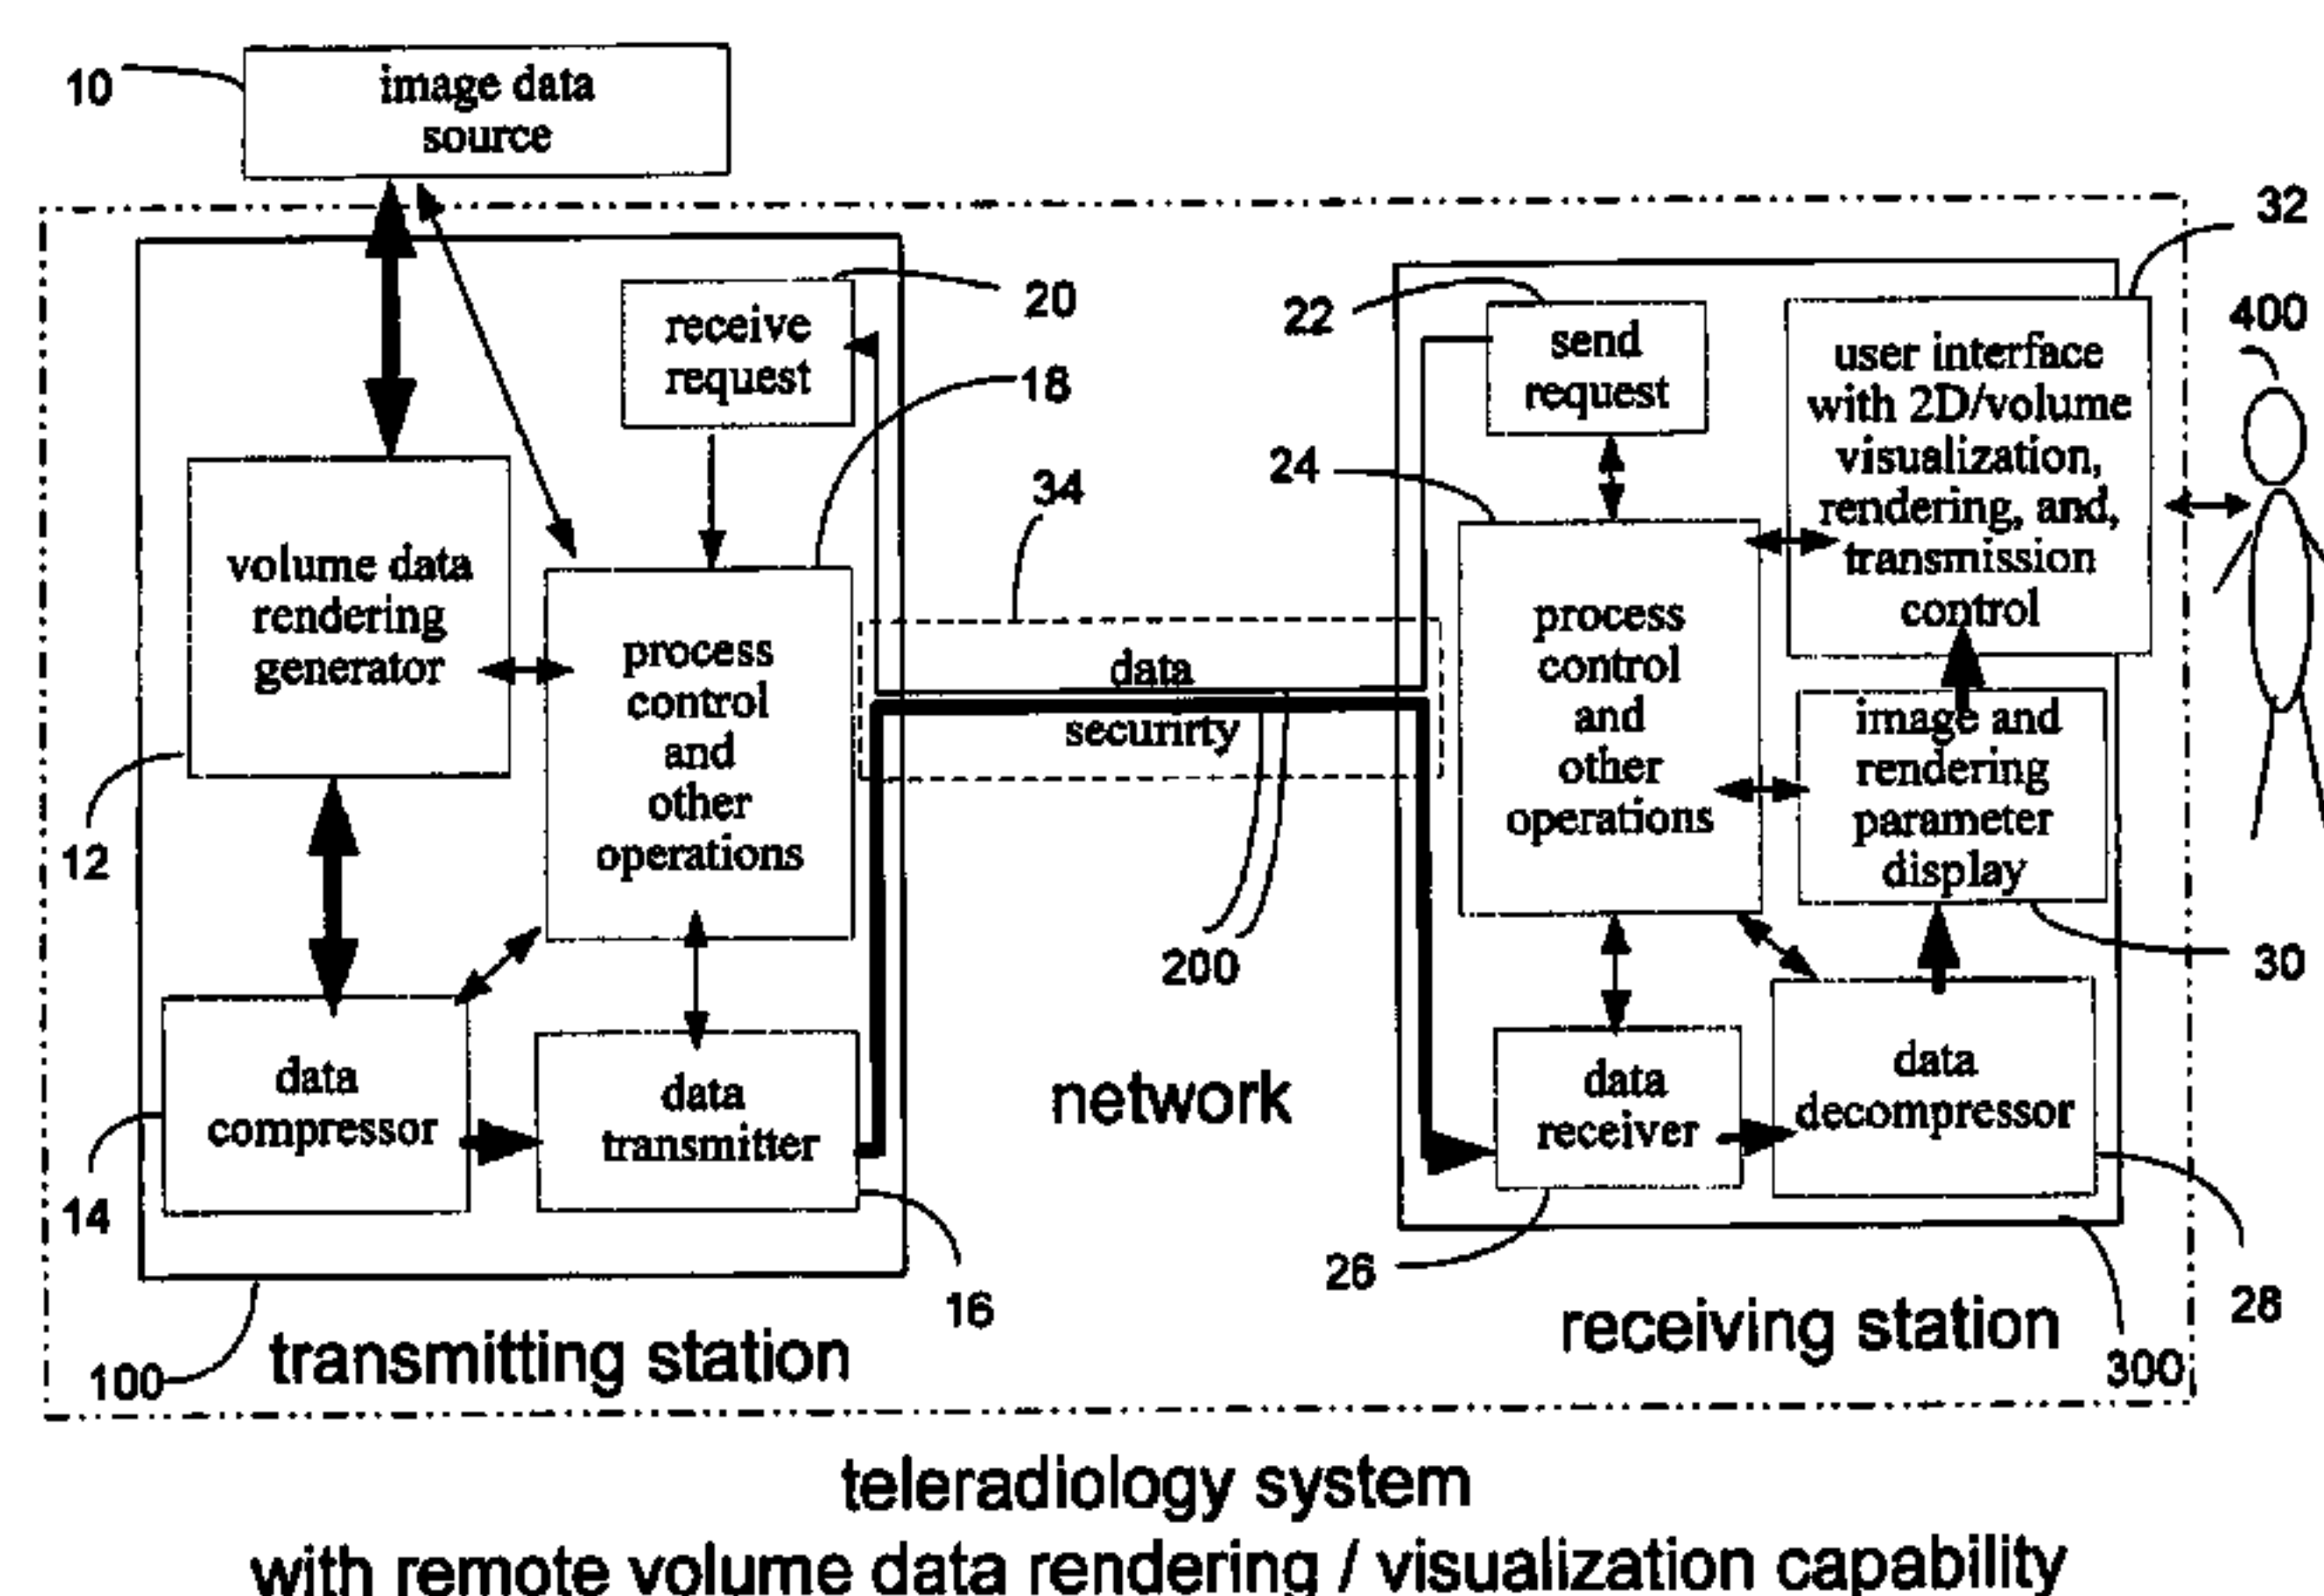 10
image data
source
32
20
receive
request
22
send
request
400
user interface
with 2D/volume
visualization,
rendering, and,
transmission
control
18
24
34
volume data
rendering
generator
process
control
and
other
operations
data
securirty
process
control
and
other
operations
image and
rendering
parameter
display
12
200
30
data
compressor
data
transmitter
network
data
receiver
data
decompressor
14
16
26
28
transmitting station
receiving station
100
300
teleradiology system
with remote volume data rendering / visualization capability